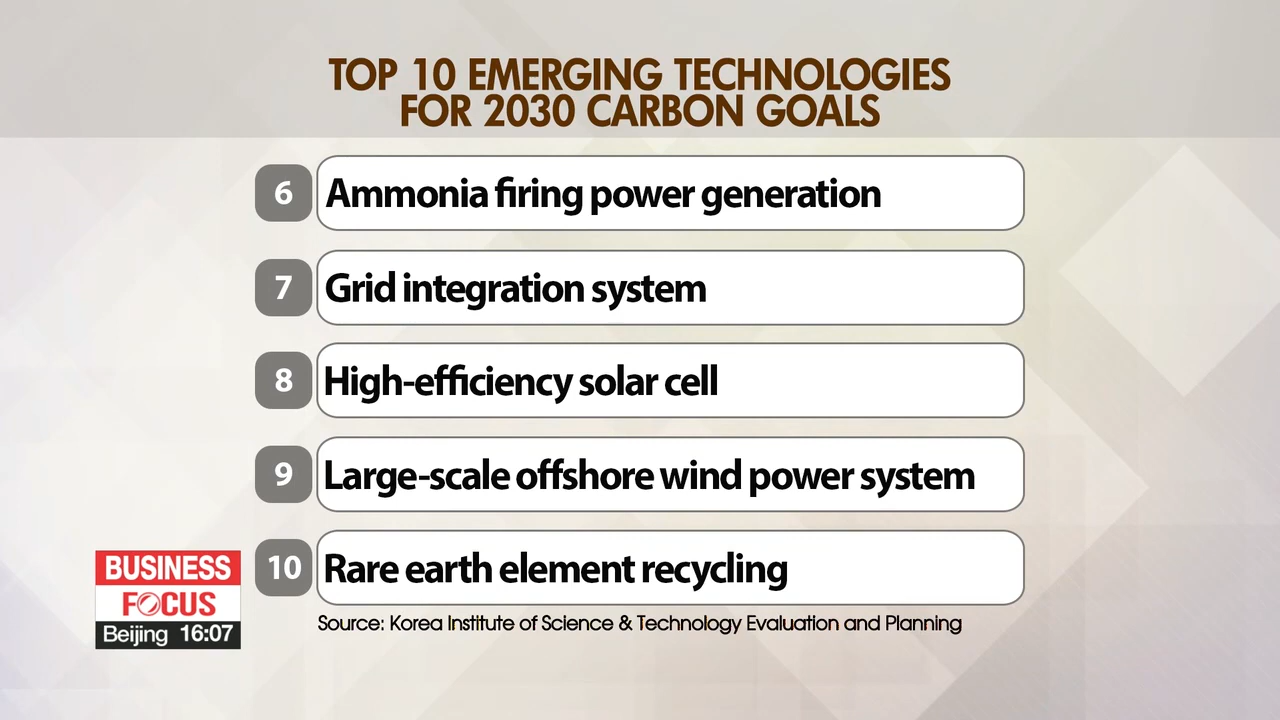 TOP 10 EMERGING TECHNOLOGIES
FOR 2030 CARBON GOALS
6 Ammonia firing power generation
7 Grid integration system
8 High-efficiency solar cell
9 Large-scale offshore wind power system
10 Rare earth element recycling
Source: Korea Institute of Science & Technology Evaluation and Planning
BUSINESS
FOCUS
Beijing 16:07